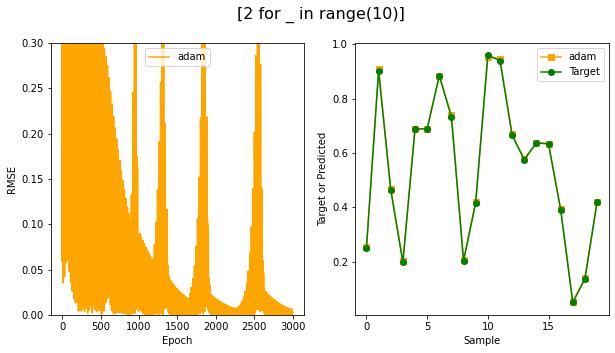 [2 for _ in range(10)]
0.30
0.25
0.20
0.15
0.10
0.05
0.00
RMSE
adam
0 500 1000 1500 2000 2500 3000
Epoch
1.0
0.8
0.6
0.4
0.2
Target or Predicted
adam
Target
0 5 10 15
Sample